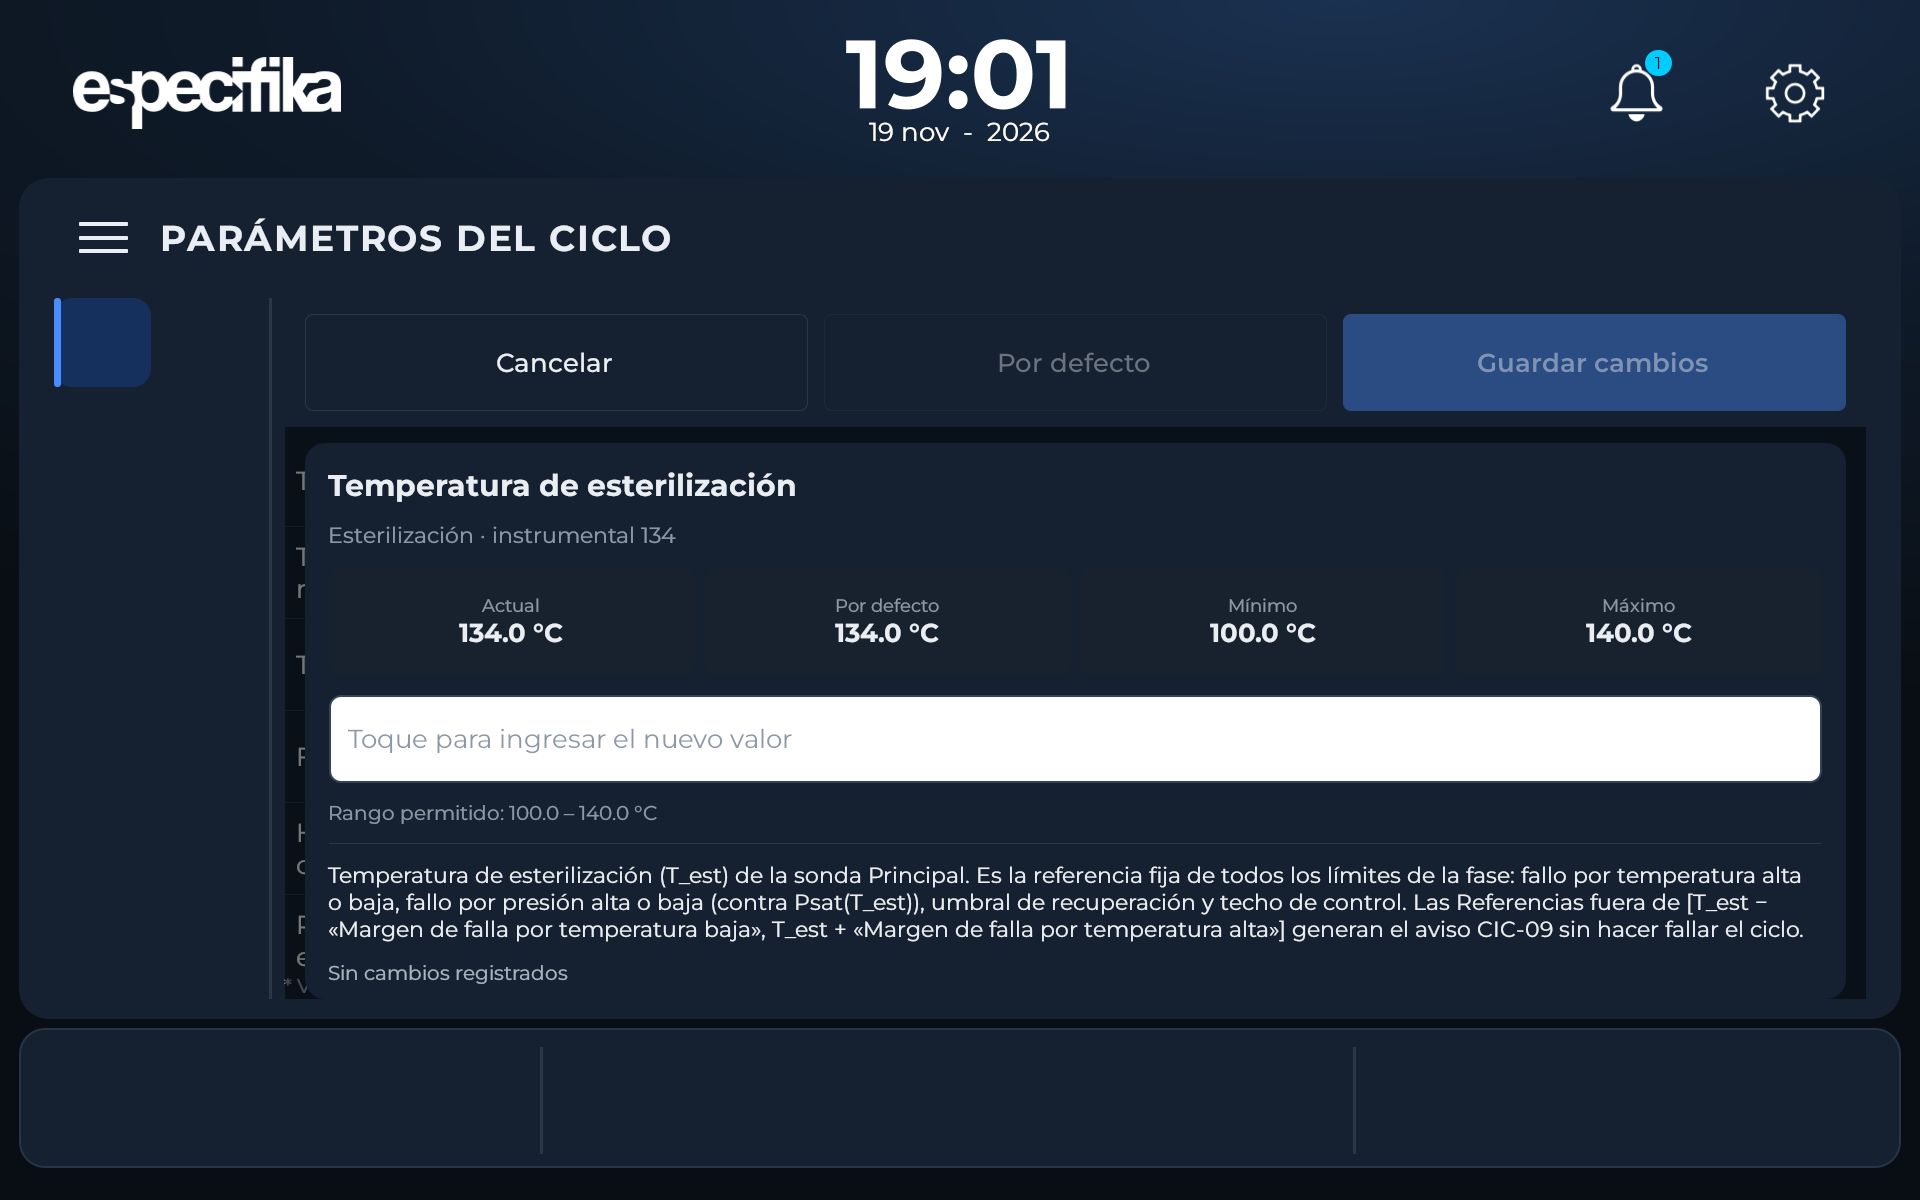 especifika
19:01
19 nov - 2026
1
PARÁMETROS DEL CICLO
Cancelar
Por defecto
Guardar cambios
Temperatura de esterilización
Esterilización · instrumental 134
Actual
134.0 °C
Por defecto
134.0 °C
Mínimo
100.0 °C
Máximo
140.0 °C
Toque para ingresar el nuevo valor
Rango permitido: 100.0 – 140.0 °C
Temperatura de esterilización (T_est) de la sonda Principal. Es la referencia fija de todos los límites de la fase: fallo por temperatura alta
o baja, fallo por presión alta o baja (contra Psat(T_est)), umbral de recuperación y techo de control. Las Referencias fuera de [T_est −
«Margen de falla por temperatura baja», T_est + «Margen de falla por temperatura alta»] generan el aviso CIC-09 sin hacer fallar el ciclo.
Sin cambios registrados